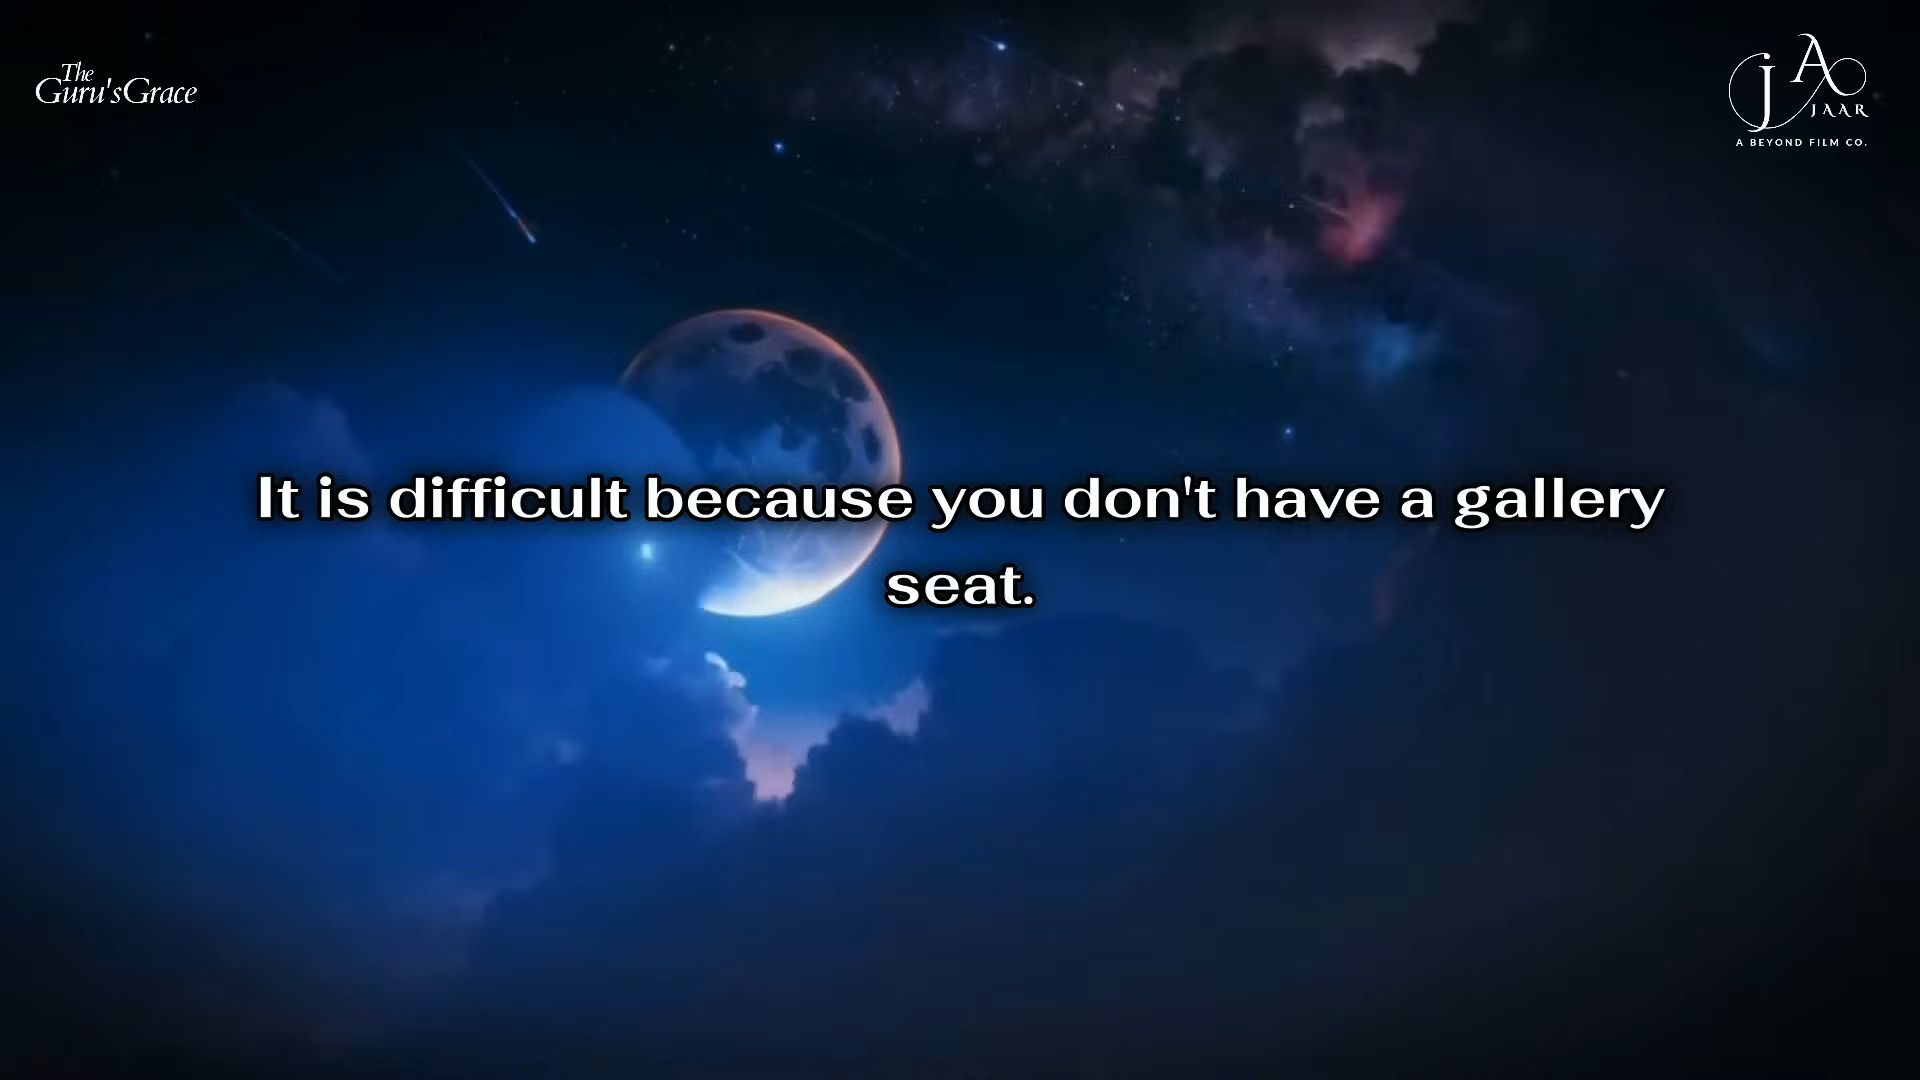 The
Guru'sGrace
J A
JAAR
A BEYOND FILM CO.
It is difficult because you don't have a gallery
seat.